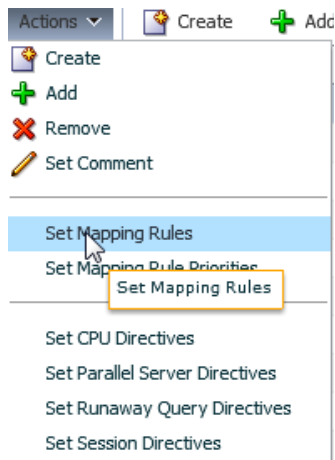 Actions Create Add
Create
Add
Remove
Set Comment
Set Mapping Rules
Set Mapping Rule Priorities
Set Mapping Rules
Set CPU Directives
Set Parallel Server Directives
Set Runaway Query Directives
Set Session Directives